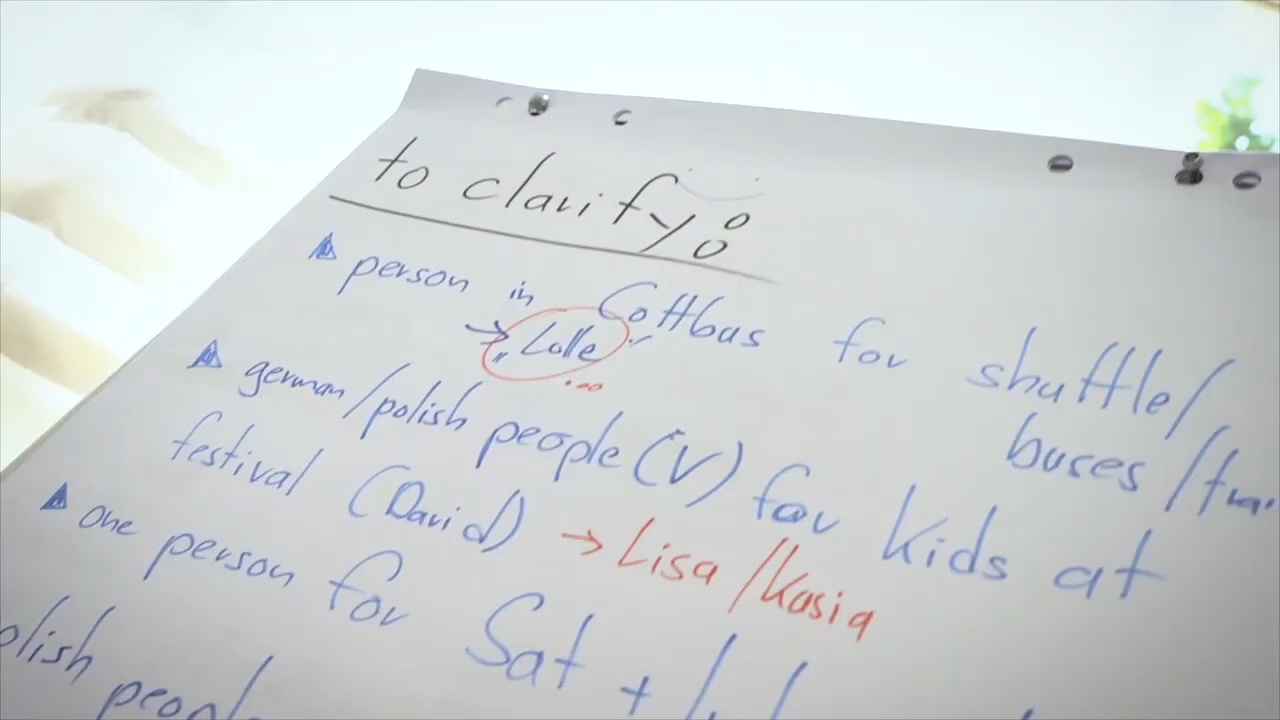 to clarify:
person in Cottbus for shuttle/
buses/
→ „Lolle"
...
german/polish people (V) for kids at
festival (David) → Lisa/Kasia
one person for Sat +
people